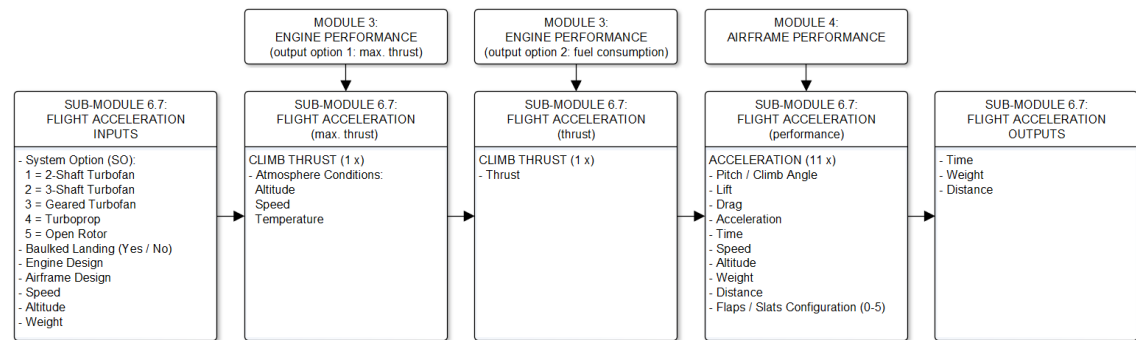 MODULE 3:
ENGINE PERFORMANCE
(output option 1: max. thrust)
MODULE 3:
ENGINE PERFORMANCE
(output option 2: fuel consumption)
MODULE 4:
AIRFRAME PERFORMANCE
SUB-MODULE 6.7:
FLIGHT ACCELERATION
INPUTS
- System Option (SO):
1 = 2-Shaft Turbofan
2 = 3-Shaft Turbofan
3 = Geared Turbofan
4 = Turboprop
5 = Open Rotor
- Baulked Landing (Yes / No)
- Engine Design
- Airframe Design
- Speed
- Altitude
- Weight
SUB-MODULE 6.7:
FLIGHT ACCELERATION
(max. thrust)
CLIMB THRUST (1 x)
- Atmosphere Conditions:
Altitude
Speed
Temperature
SUB-MODULE 6.7:
FLIGHT ACCELERATION
(thrust)
CLIMB THRUST (1 x)
- Thrust
SUB-MODULE 6.7:
FLIGHT ACCELERATION
(performance)
ACCELERATION (11 x)
- Pitch / Climb Angle
- Lift
- Drag
- Acceleration
- Time
- Speed
- Altitude
- Weight
- Distance
- Flaps / Slats Configuration (0-5)
SUB-MODULE 6.7:
FLIGHT ACCELERATION
OUTPUTS
- Time
- Weight
- Distance